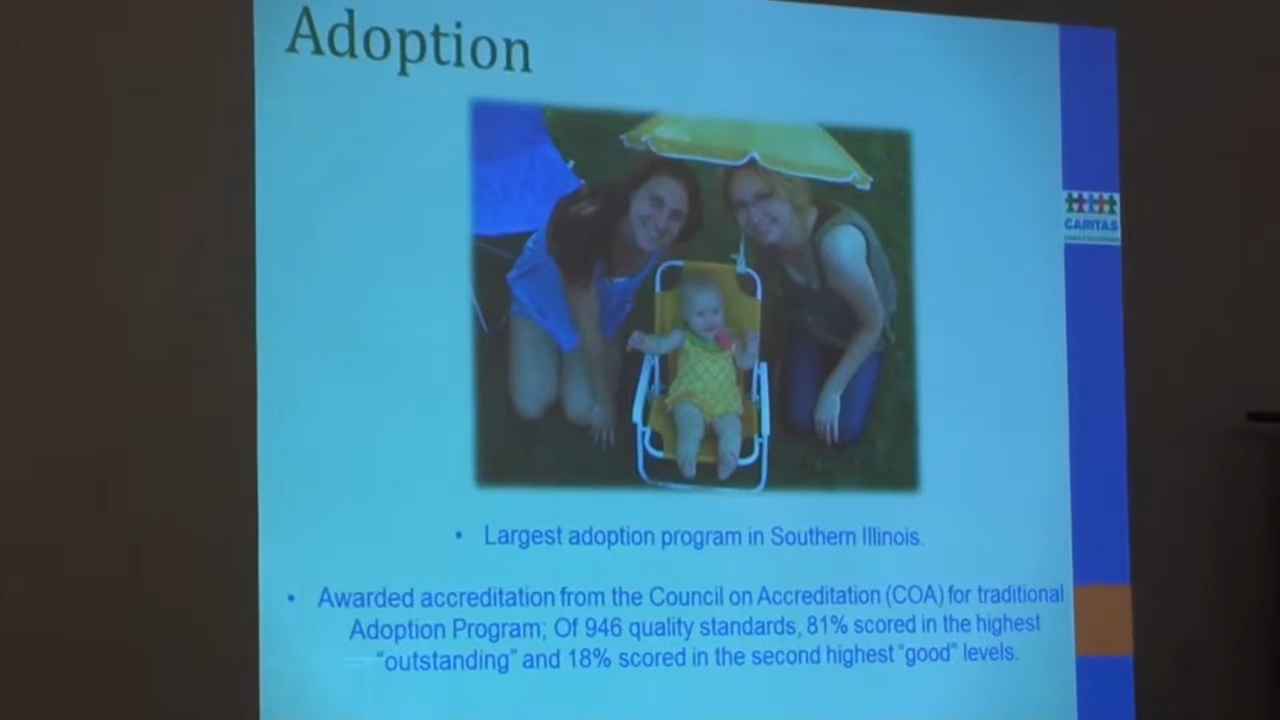 Adoption
CARITAS
• Largest adoption program in Southern Illinois.
• Awarded accreditation from the Council on Accreditation (COA) for traditional
Adoption Program; Of 946 quality standards, 81% scored in the highest
“outstanding” and 18% scored in the second highest “good” levels.